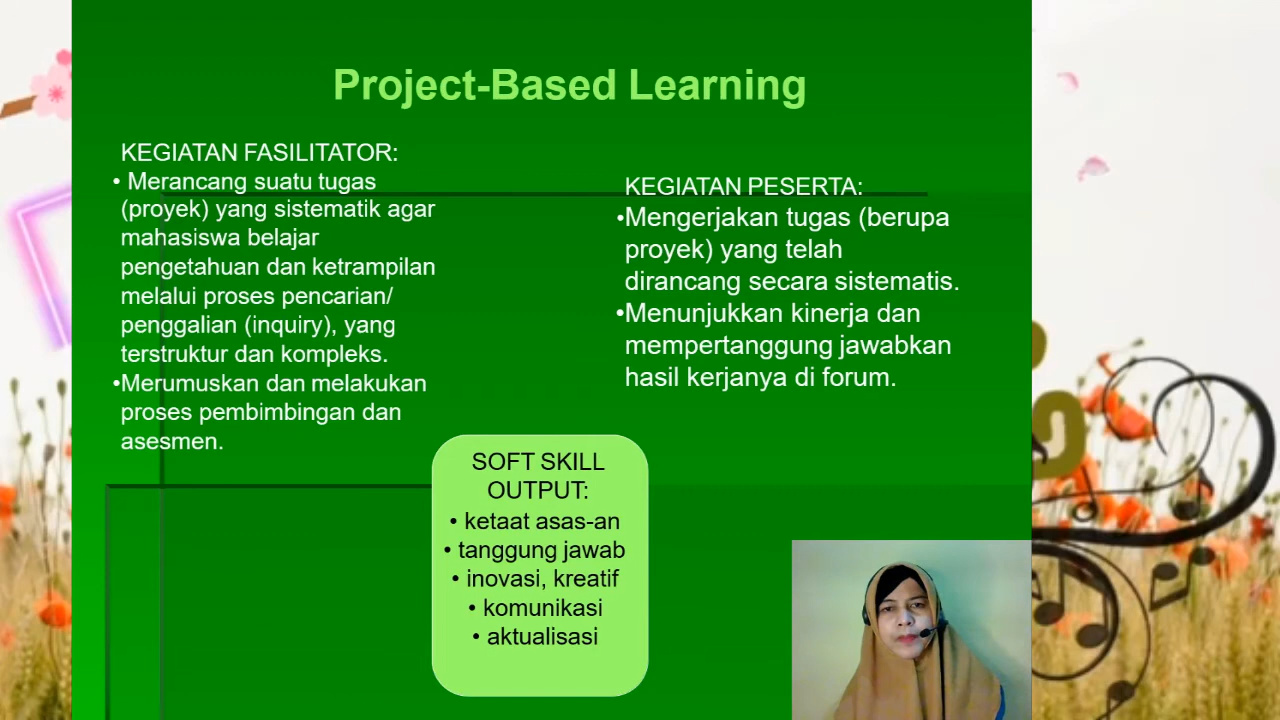 Project-Based Learning
KEGIATAN FASILITATOR:
• Merancang suatu tugas
(proyek) yang sistematik agar
mahasiswa belajar
pengetahuan dan ketrampilan
melalui proses pencarian/
penggalian (inquiry), yang
terstruktur dan kompleks.
•Merumuskan dan melakukan
proses pembimbingan dan
asesmen.
KEGIATAN PESERTA:
•Mengerjakan tugas (berupa
proyek) yang telah
dirancang secara sistematis.
•Menunjukkan kinerja dan
mempertanggung jawabkan
hasil kerjanya di forum.
SOFT SKILL
OUTPUT:
• ketaat asas-an
• tanggung jawab
• inovasi, kreatif
• komunikasi
• aktualisasi